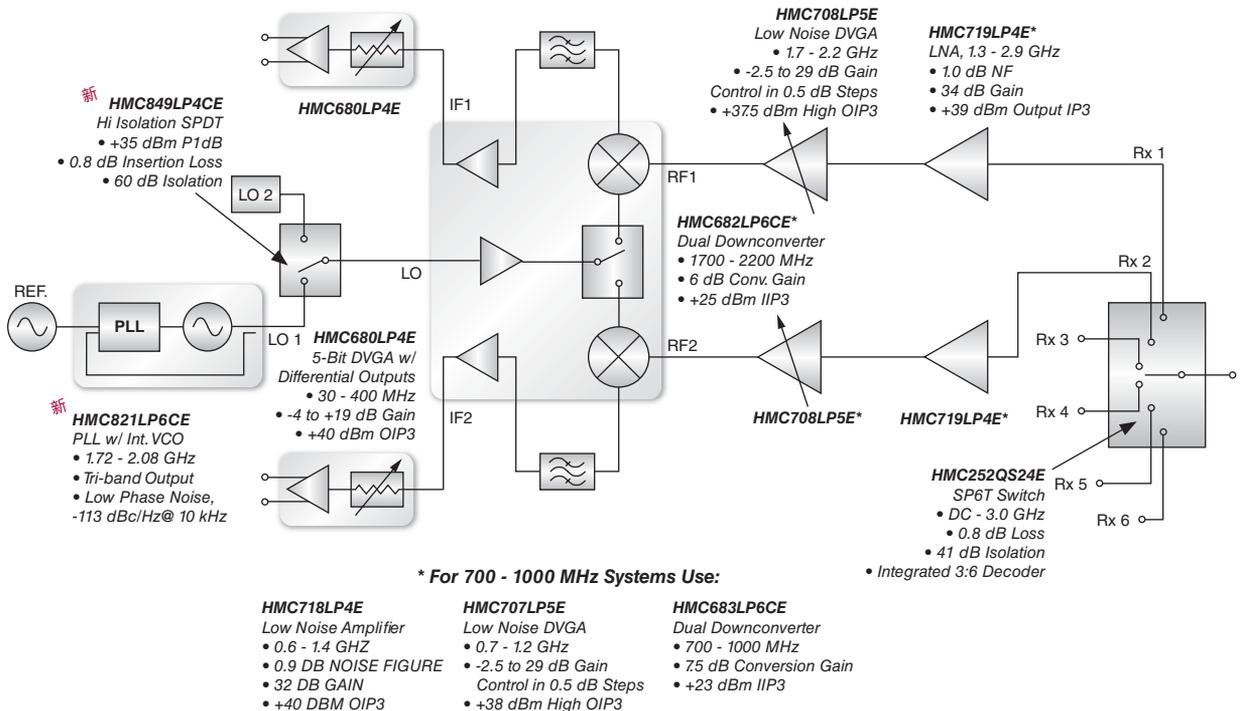 HMC680LP4E
IF1
新
HMC849LP4CE
Hi Isolation SPDT
• +35 dBm P1dB
• 0.8 dB Insertion Loss
• 60 dB Isolation
LO 2
LO
REF.
PLL
LO 1
新
HMC821LP6CE
PLL w/ Int.VCO
• 1.72 - 2.08 GHz
• Tri-band Output
• Low Phase Noise,
-113 dBc/Hz@ 10 kHz
HMC680LP4E
5-Bit DVGA w/
Differential Outputs
• 30 - 400 MHz
• -4 to +19 dB Gain
• +40 dBm OIP3
IF2
HMC708LP5E
Low Noise DVGA
• 1.7 - 2.2 GHz
• -2.5 to 29 dB Gain
Control in 0.5 dB Steps
• +37.5 dBm High OIP3
HMC719LP4E*
LNA, 1.3 - 2.9 GHz
• 1.0 dB NF
• 34 dB Gain
• +39 dBm Output IP3
RF1
Rx 1
HMC682LP6CE*
Dual Downconverter
• 1700 - 2200 MHz
• 6 dB Conv. Gain
• +25 dBm IIP3
RF2
Rx 2
HMC708LP5E*
HMC719LP4E*
Rx 3
Rx 4
Rx 5
Rx 6
HMC252QS24E
SP6T Switch
• DC - 3.0 GHz
• 0.8 dB Loss
• 41 dB Isolation
• Integrated 3:6 Decoder
* For 700 - 1000 MHz Systems Use:
HMC718LP4E
Low Noise Amplifier
• 0.6 - 1.4 GHZ
• 0.9 DB NOISE FIGURE
• 32 DB GAIN
• +40 DBM OIP3
HMC707LP5E
Low Noise DVGA
• 0.7 - 1.2 GHz
• -2.5 to 29 dB Gain
Control in 0.5 dB Steps
• +38 dBm High OIP3
HMC683LP6CE
Dual Downconverter
• 700 - 1000 MHz
• 7.5 dB Conversion Gain
• +23 dBm IIP3